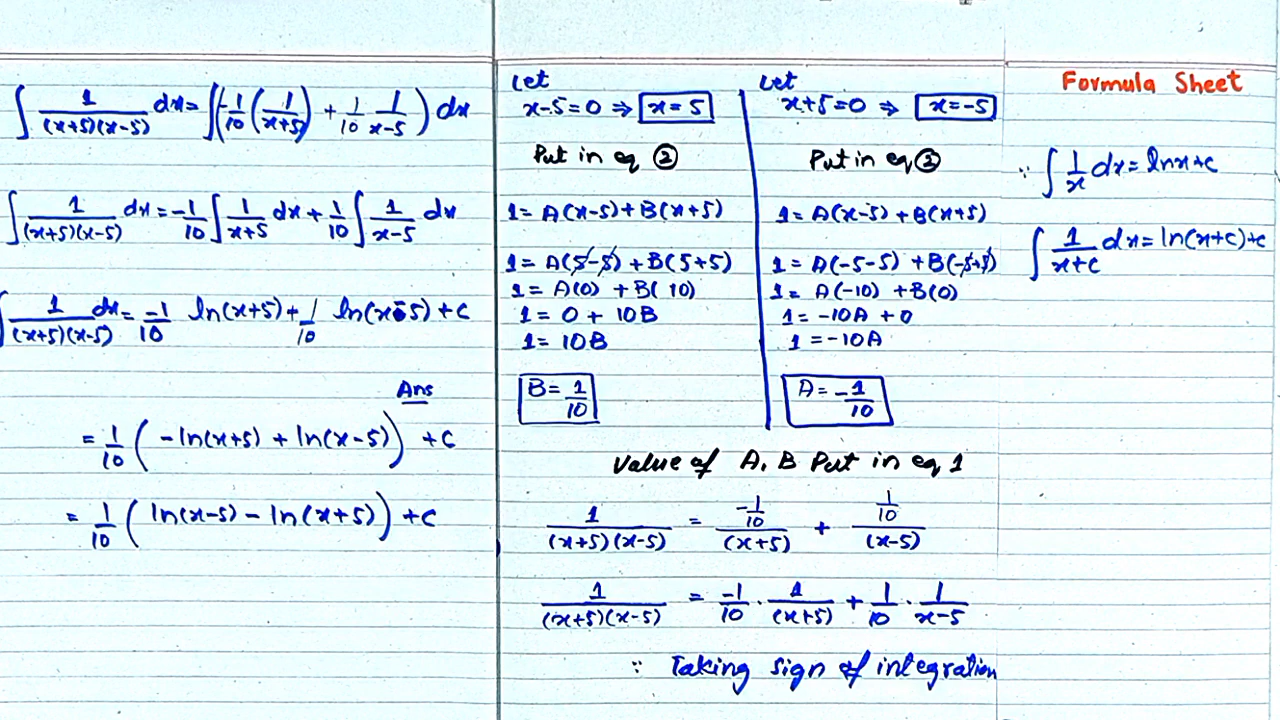 ∫ 1/((x+5)(x-5)) dx = ∫(-1/10 (1/(x+5)) + 1/10 1/(x-5)) dx
∫ 1/((x+5)(x-5)) dx = -1/10 ∫ 1/(x+5) dx + 1/10 ∫ 1/(x-5) dx
∫ 1/((x+5)(x-5)) dx = -1/10 ln(x+5) + 1/10 ln(x-5) + c
Ans
= 1/10 (-ln(x+5) + ln(x-5)) + c
= 1/10 (ln(x-5) - ln(x+5)) + c
Let
x-5=0 ⇒ x=5
Put in eq ②
1= A(x-5)+B(x+5)
1= A(5-5)+B(5+5)
1= A(0) +B( 10)
1= 0 + 10B
1= 10B
B= 1/10
Let
x+5=0 ⇒ x=-5
Put in eq ②
1= A(x-5)+B(x+5)
1= A(-5-5) +B(-5+5)
1= A(-10) +B(0)
1= -10A + 0
1 =-10A
A= -1/10
Value of A, B Put in eq 1
1/((x+5)(x-5)) = (-1/10)/(x+5) + (1/10)/(x-5)
1/((x+5)(x-5)) = -1/10 · 1/(x+5) + 1/10 · 1/(x-5)
∵ Taking sign of integration
Formula Sheet
∵ ∫ 1/x dx = lnx+c
∫ 1/(x+c) dx = ln(x+c)+c